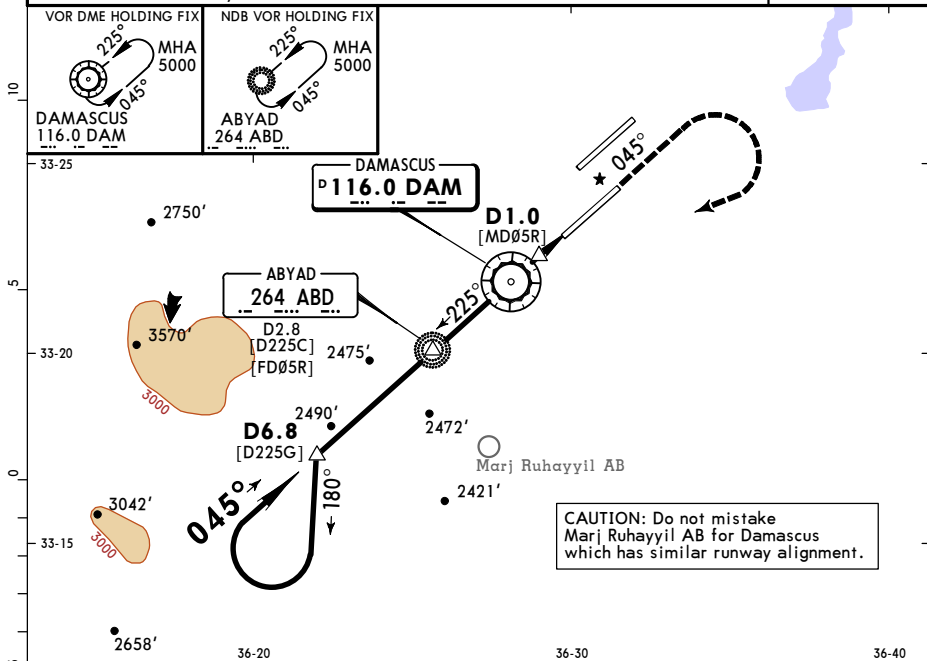 VOR DME HOLDING FIX
225°
MHA
5000
045°
DAMASCUS
116.0 DAM
NDB VOR HOLDING FIX
225°
MHA
5000
045°
ABYAD
264 ABD
10
33-25
DAMASCUS
D 116.0 DAM
045°
D1.0
[MDØ5R]
2750'
ABYAD
264 ABD
225°
5
3570'
D2.8
[D225C]
[FDØ5R]
2475'
33-20
3000
2490'
2472'
D6.8
[D225G]
Marj Ruhayyil AB
0
045°
180°
2421'
3042'
3000
33-15
CAUTION: Do not mistake
Marj Ruhayyil AB for Damascus
which has similar runway alignment.
2658'
36-20
36-30
36-40